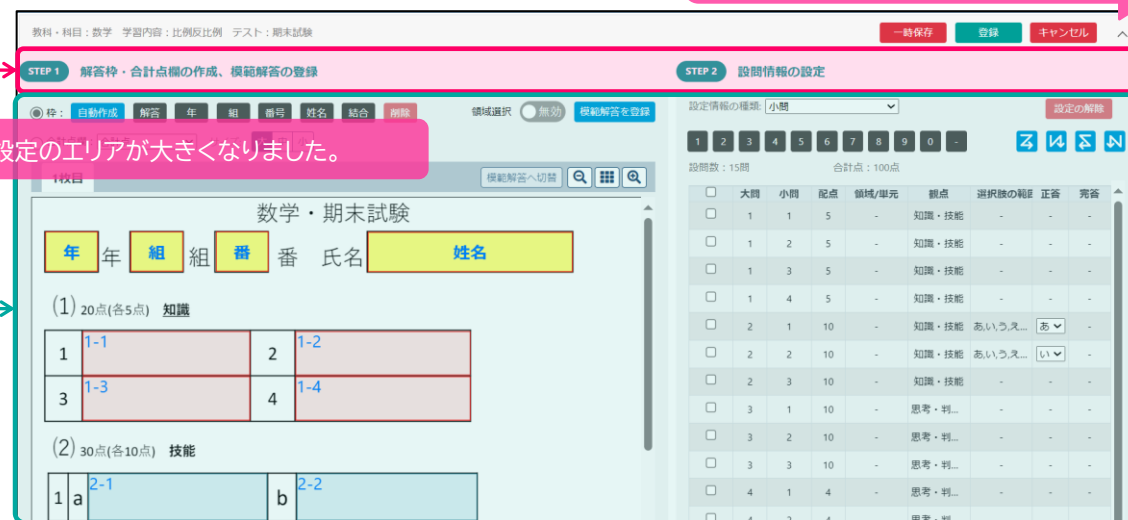 教科・科目：数学 学習内容：比例反比例 テスト：期末試験
一時保存 登録 キャンセル
STEP 1 解答枠・合計点欄の作成、模範解答の登録
STEP 2 設問情報の設定
枠： 自動作成 解答 年 組 番号 姓名 結合 削除 領域選択 無効 模範解答を登録
設定のエリアが大きくなりました。
1枚目 模範解答へ切替
数学・期末試験
年 年 組 組 番 番 氏名 姓名
(1) 20点(各5点) 知識
1 1-1 2 1-2
3 1-3 4 1-4
(2) 30点(各10点) 技能
1 a 2-1 b 2-2
設定情報の種類: 小問 設定の解除
1 2 3 4 5 6 7 8 9 0 -
設問数：15問 合計点：100点
大問 小問 配点 領域/単元 観点 選択肢の範囲 正答 完答
1 1 5 - 知識・技能 - - -
1 2 5 - 知識・技能 - - -
1 3 5 - 知識・技能 - - -
1 4 5 - 知識・技能 - - -
2 1 10 - 知識・技能 あ,い,う,え... あ -
2 2 10 - 知識・技能 あ,い,う,え... い -
2 3 10 - 知識・技能 - - -
3 1 10 - 思考・判... - - -
3 2 10 - 思考・判... - - -
3 3 10 - 思考・判... - - -
4 1 4 - 思考・判... - - -
4 2 4 - 思考・判... - - -